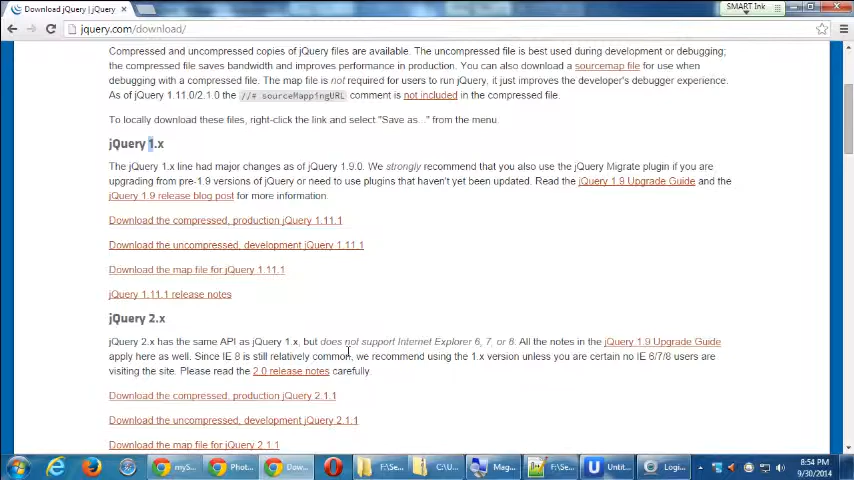 Download jQuery | jQuery
SMART Ink
jquery.com/download/
Compressed and uncompressed copies of jQuery files are available. The uncompressed file is best used during development or debugging;
the compressed file saves bandwidth and improves performance in production. You can also download a sourcemap file for use when
debugging with a compressed file. The map file is not required for users to run jQuery, it just improves the developer's debugger experience.
As of jQuery 1.11.0/2.1.0 the //# sourceMappingURL comment is not included in the compressed file.
To locally download these files, right-click the link and select "Save as..." from the menu.
jQuery 1.x
The jQuery 1.x line had major changes as of jQuery 1.9.0. We strongly recommend that you also use the jQuery Migrate plugin if you are
upgrading from pre-1.9 versions of jQuery or need to use plugins that haven't yet been updated. Read the jQuery 1.9 Upgrade Guide and the
jQuery 1.9 release blog post for more information.
Download the compressed, production jQuery 1.11.1
Download the uncompressed, development jQuery 1.11.1
Download the map file for jQuery 1.11.1
jQuery 1.11.1 release notes
jQuery 2.x
jQuery 2.x has the same API as jQuery 1.x, but does not support Internet Explorer 6, 7, or 8. All the notes in the jQuery 1.9 Upgrade Guide
apply here as well. Since IE 8 is still relatively common, we recommend using the 1.x version unless you are certain no IE 6/7/8 users are
visiting the site. Please read the 2.0 release notes carefully.
Download the compressed, production jQuery 2.1.1
Download the uncompressed, development jQuery 2.1.1
Download the map file for jQuery 2.1.1
myS... Phot... Dow... F:\Se... C:\U... Mag... F:\Se... Untit... Logi... 8:54 PM
9/30/2014